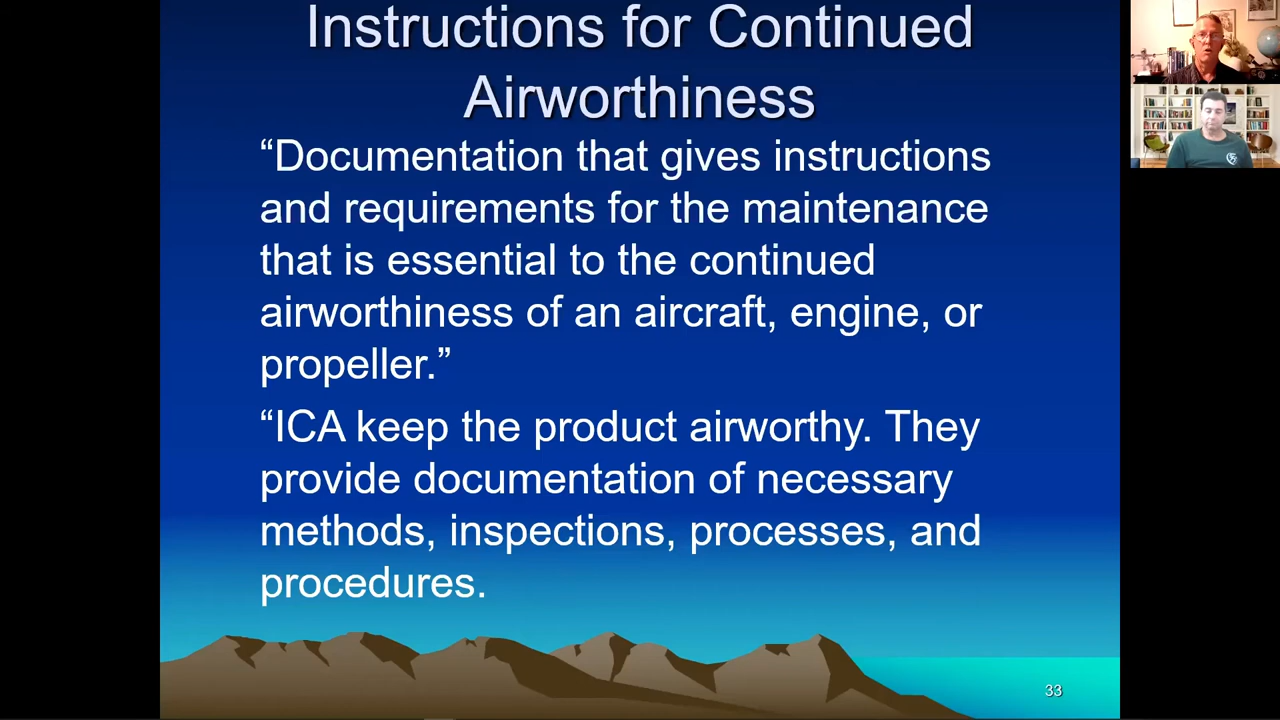 Instructions for Continued
Airworthiness
“Documentation that gives instructions
and requirements for the maintenance
that is essential to the continued
airworthiness of an aircraft, engine, or
propeller.”
“ICA keep the product airworthy. They
provide documentation of necessary
methods, inspections, processes, and
procedures.
33